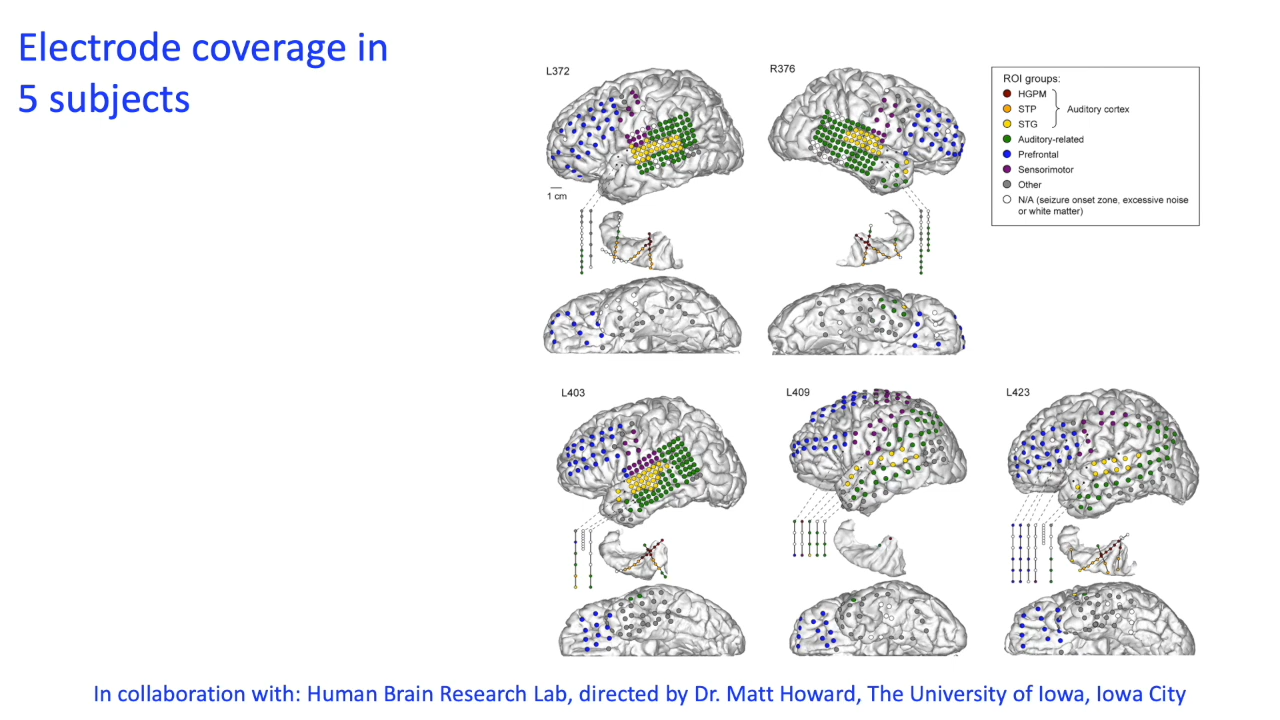 Electrode coverage in
5 subjects
L372
R376
1 cm
ROI groups:
HGPM
STP
Auditory cortex
STG
Auditory-related
Prefrontal
Sensorimotor
Other
N/A (seizure onset zone, excessive noise
or white matter)
L403
L409
L423
In collaboration with: Human Brain Research Lab, directed by Dr. Matt Howard, The University of Iowa, Iowa City